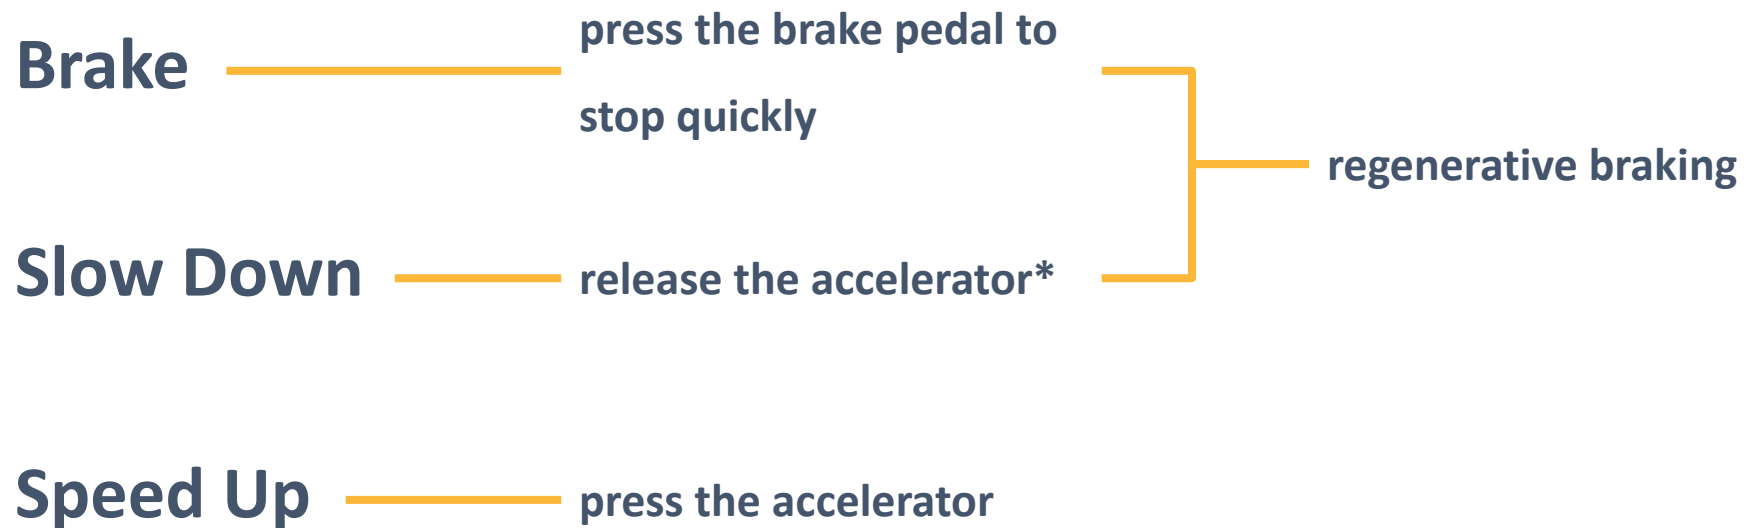 Brake
press the brake pedal to
stop quickly
regenerative braking
Slow Down
release the accelerator*
Speed Up
press the accelerator